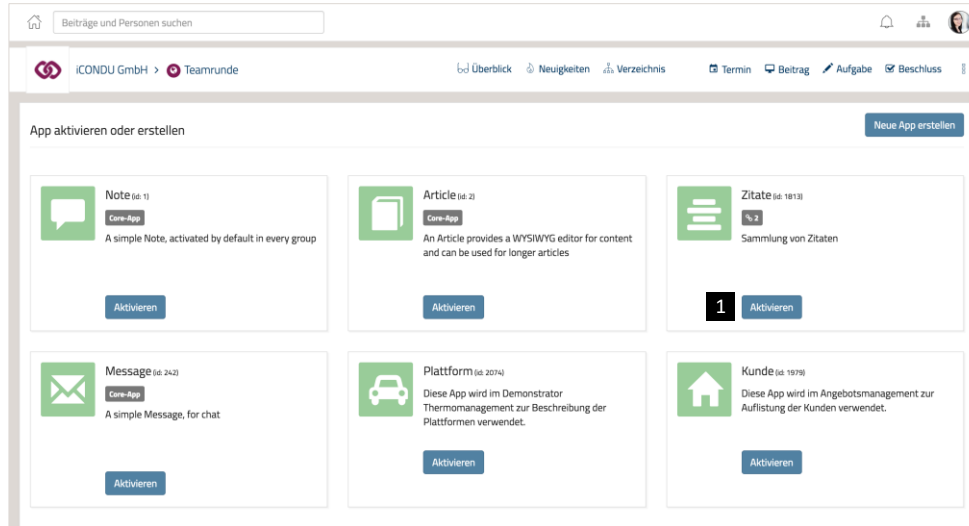 Beiträge und Personen suchen
iCONDU GmbH > Teamrunde
Überblick Neuigkeiten Verzeichnis Termin Beitrag Aufgabe Beschluss
App aktivieren oder erstellen
Neue App erstellen
Note (id: 1)
Core-App
A simple Note, activated by default in every group
Aktivieren
Article (id: 2)
Core-App
An Article provides a WYSIWYG editor for content
and can be used for longer articles
Aktivieren
Zitate (id: 1813)
2
Sammlung von Zitaten
1
Aktivieren
Message (id: 242)
Core-App
A simple Message, for chat
Aktivieren
Plattform (id: 2074)
Diese App wird im Demonstrator
Thermomanagement zur Beschreibung der
Plattformen verwendet.
Aktivieren
Kunde (id: 1979)
Diese App wird im Angebotsmanagement zur
Auflistung der Kunden verwendet.
Aktivieren